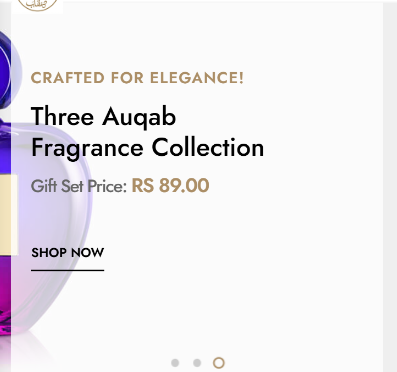 CRAFTED FOR ELEGANCE!
Three Auqab
Fragrance Collection
Gift Set Price: RS 89.00
SHOP NOW